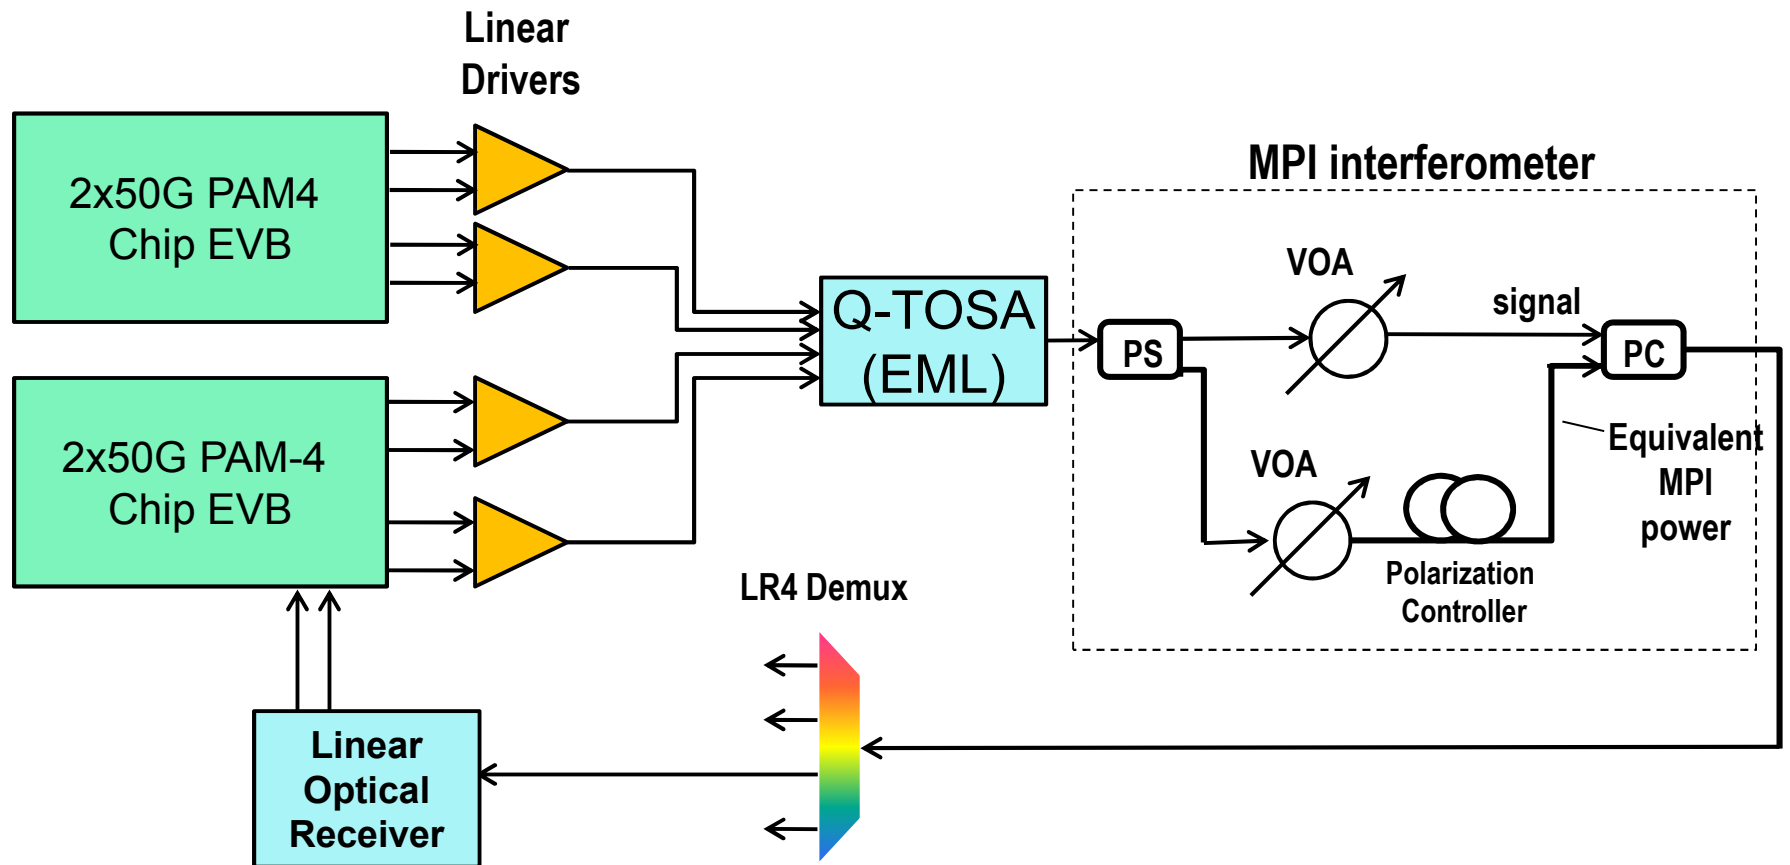 Linear
Drivers
2x50G PAM4
Chip EVB
MPI interferometer
VOA
signal
Q-TOSA
(EML)
PS
PC
2x50G PAM-4
Chip EVB
VOA
Equivalent
MPI
power
Polarization
Controller
LR4 Demux
Linear
Optical
Receiver